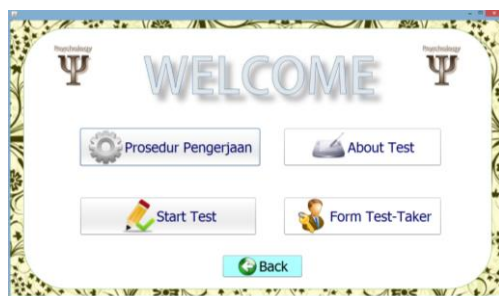 Psychology
Psychology
WELCOME
Prosedur Pengerjaan
About Test
Start Test
Form Test-Taker
Back